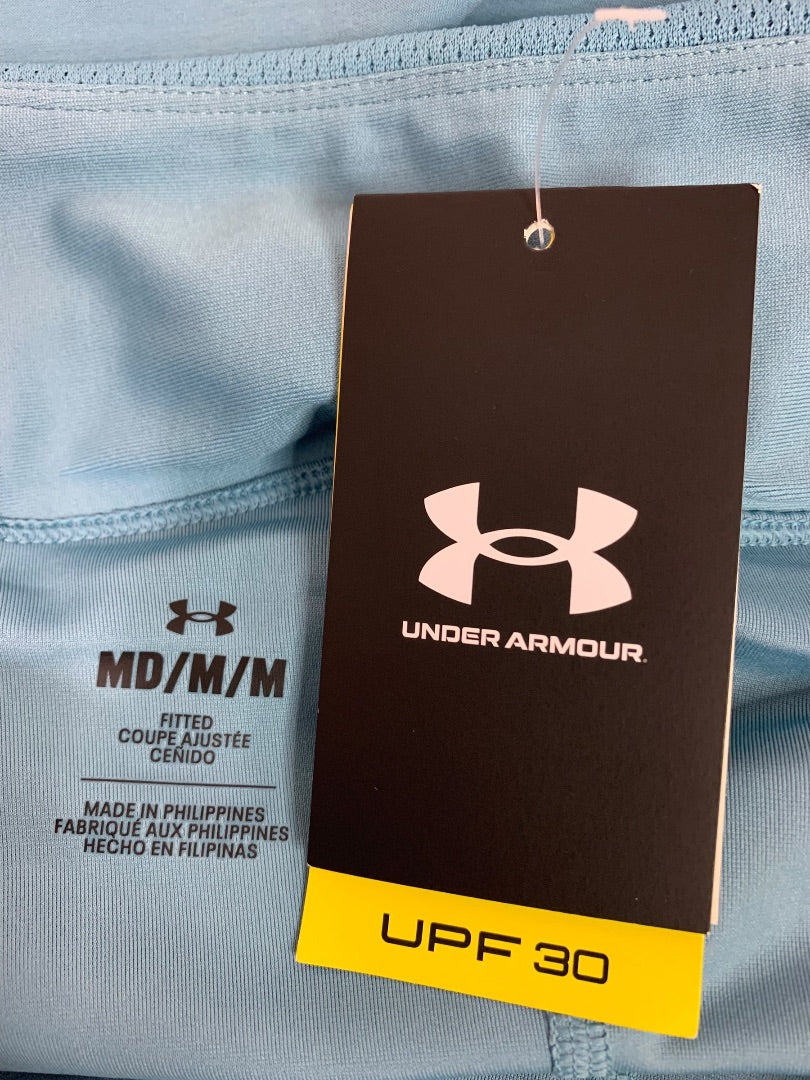 UNDER ARMOUR.
MD/M/M
FITTED
COUPE AJUSTÉE
CEÑIDO
MADE IN PHILIPPINES
FABRIQUÉ AUX PHILIPPINES
HECHO EN FILIPINAS
UPF 30